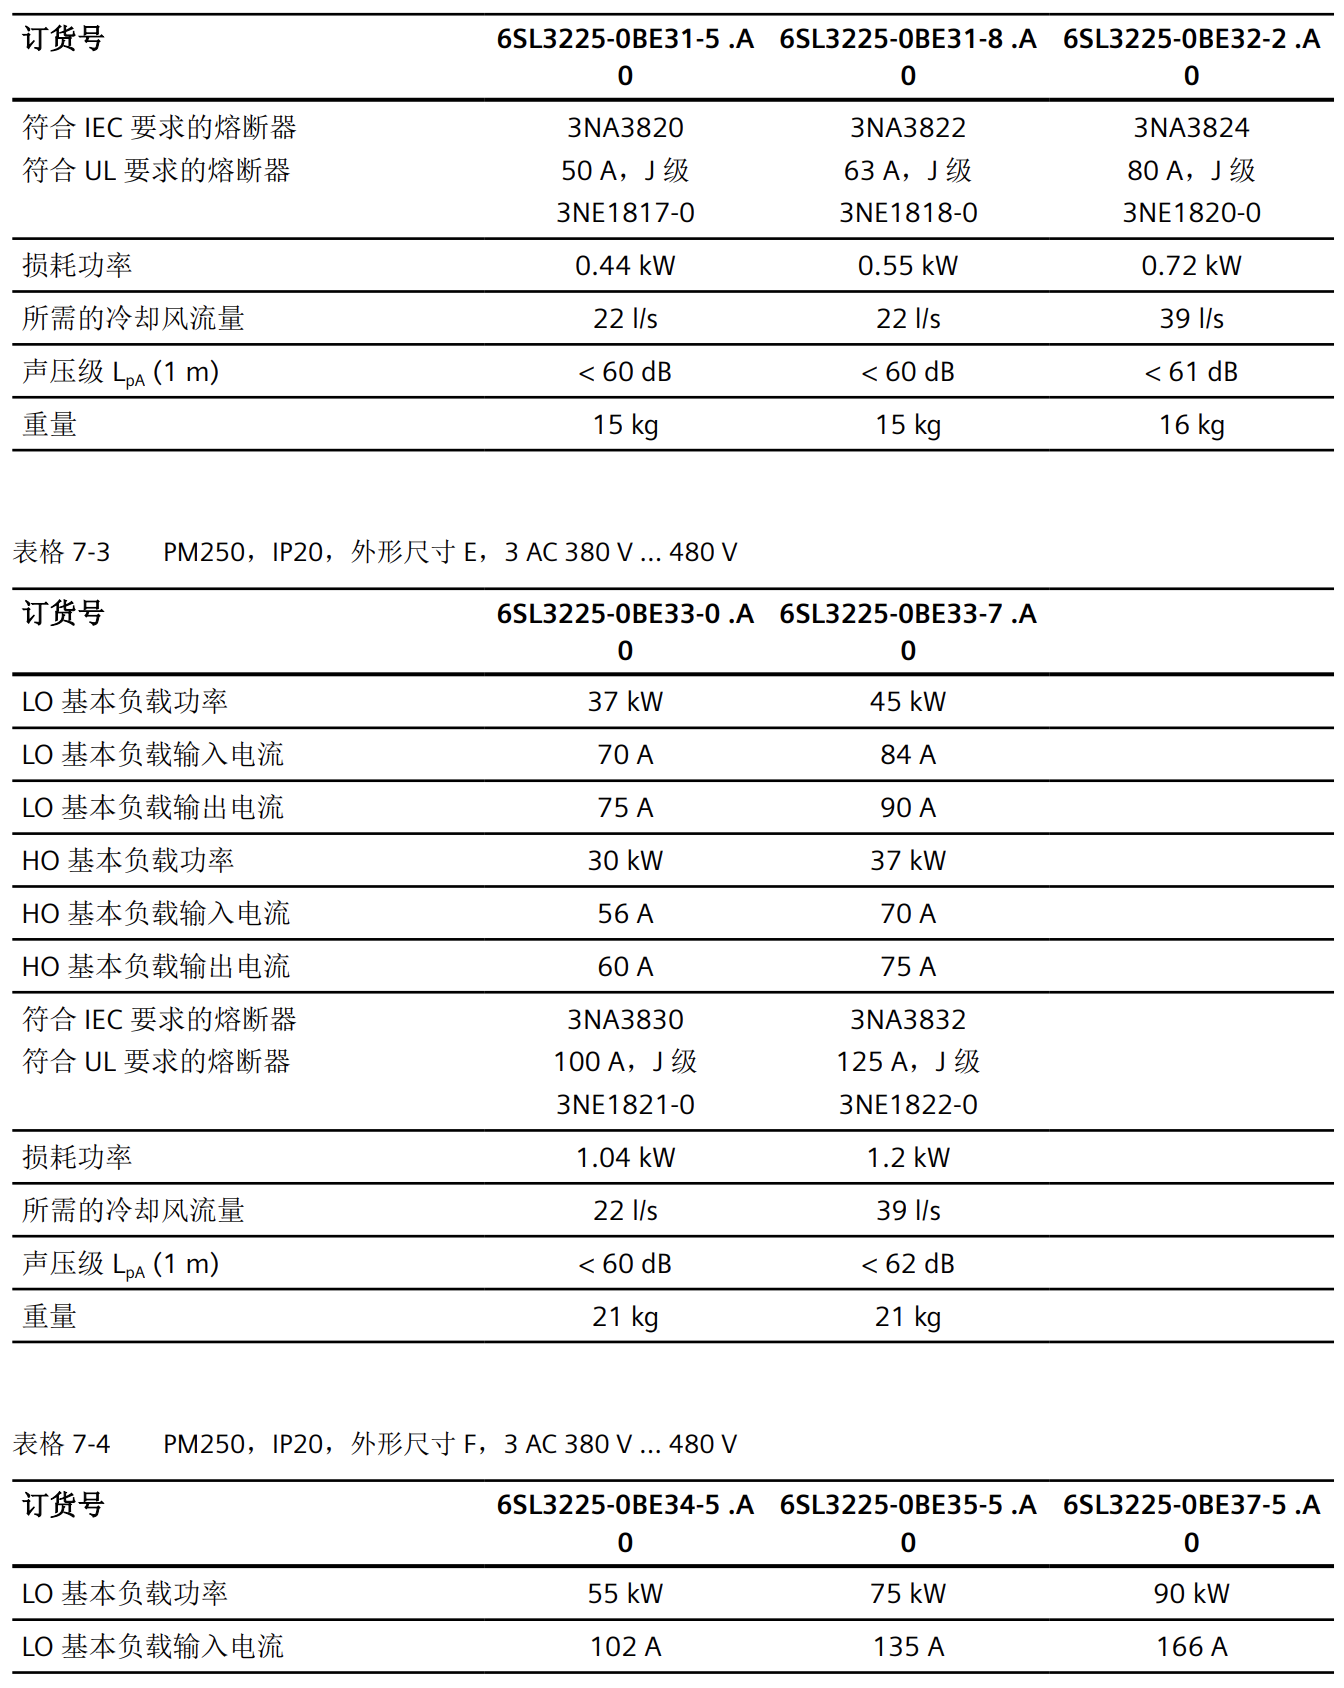 订货号 6SL3225-0BE31-5 .A 6SL3225-0BE31-8 .A 6SL3225-0BE32-2 .A
0 0 0
符合 IEC 要求的熔断器 3NA3820 3NA3822 3NA3824
符合 UL 要求的熔断器 50 A，J 级 63 A，J 级 80 A，J 级
3NE1817-0 3NE1818-0 3NE1820-0
损耗功率 0.44 kW 0.55 kW 0.72 kW
所需的冷却风流量 22 l/s 22 l/s 39 l/s
声压级 LpA (1 m) < 60 dB < 60 dB < 61 dB
重量 15 kg 15 kg 16 kg
表格 7-3 PM250，IP20，外形尺寸 E，3 AC 380 V ... 480 V
订货号 6SL3225-0BE33-0 .A 6SL3225-0BE33-7 .A
0 0
LO 基本负载功率 37 kW 45 kW
LO 基本负载输入电流 70 A 84 A
LO 基本负载输出电流 75 A 90 A
HO 基本负载功率 30 kW 37 kW
HO 基本负载输入电流 56 A 70 A
HO 基本负载输出电流 60 A 75 A
符合 IEC 要求的熔断器 3NA3830 3NA3832
符合 UL 要求的熔断器 100 A，J 级 125 A，J 级
3NE1821-0 3NE1822-0
损耗功率 1.04 kW 1.2 kW
所需的冷却风流量 22 l/s 39 l/s
声压级 LpA (1 m) < 60 dB < 62 dB
重量 21 kg 21 kg
表格 7-4 PM250，IP20，外形尺寸 F，3 AC 380 V ... 480 V
订货号 6SL3225-0BE34-5 .A 6SL3225-0BE35-5 .A 6SL3225-0BE37-5 .A
0 0 0
LO 基本负载功率 55 kW 75 kW 90 kW
LO 基本负载输入电流 102 A 135 A 166 A